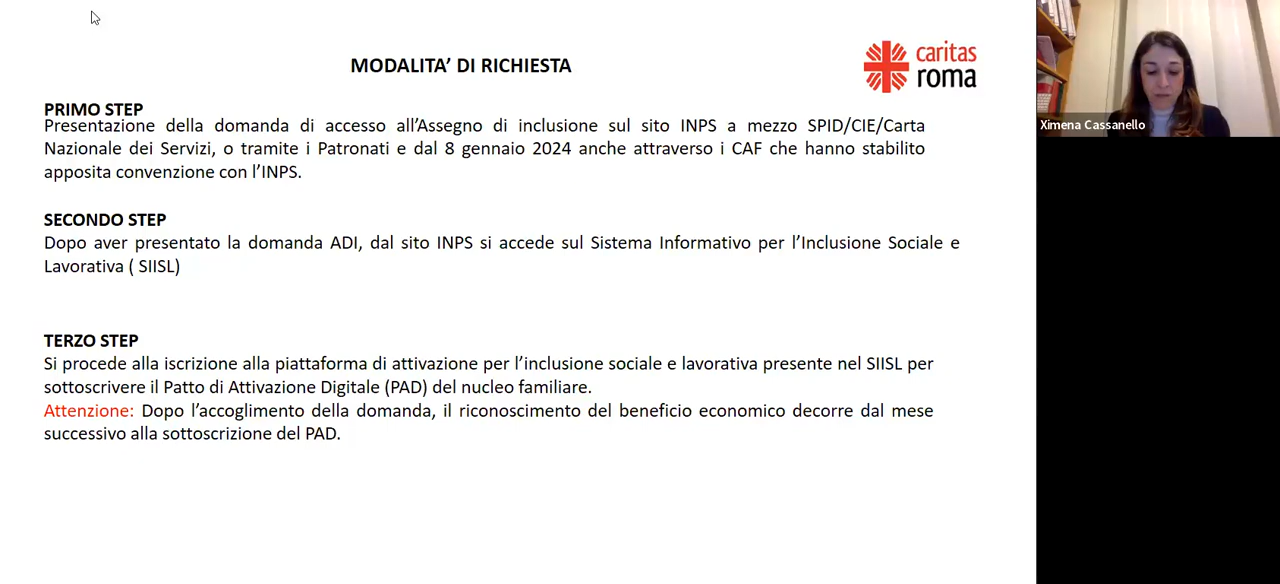 MODALITA’ DI RICHIESTA
caritas
roma
PRIMO STEP
Presentazione della domanda di accesso all’Assegno di inclusione sul sito INPS a mezzo SPID/CIE/Carta
Nazionale dei Servizi, o tramite i Patronati e dal 8 gennaio 2024 anche attraverso i CAF che hanno stabilito
apposita convenzione con l’INPS.
SECONDO STEP
Dopo aver presentato la domanda ADI, dal sito INPS si accede sul Sistema Informativo per l’Inclusione Sociale e
Lavorativa ( SIISL)
TERZO STEP
Si procede alla iscrizione alla piattaforma di attivazione per l’inclusione sociale e lavorativa presente nel SIISL per
sottoscrivere il Patto di Attivazione Digitale (PAD) del nucleo familiare.
Attenzione: Dopo l’accoglimento della domanda, il riconoscimento del beneficio economico decorre dal mese
successivo alla sottoscrizione del PAD.
Ximena Cassanello